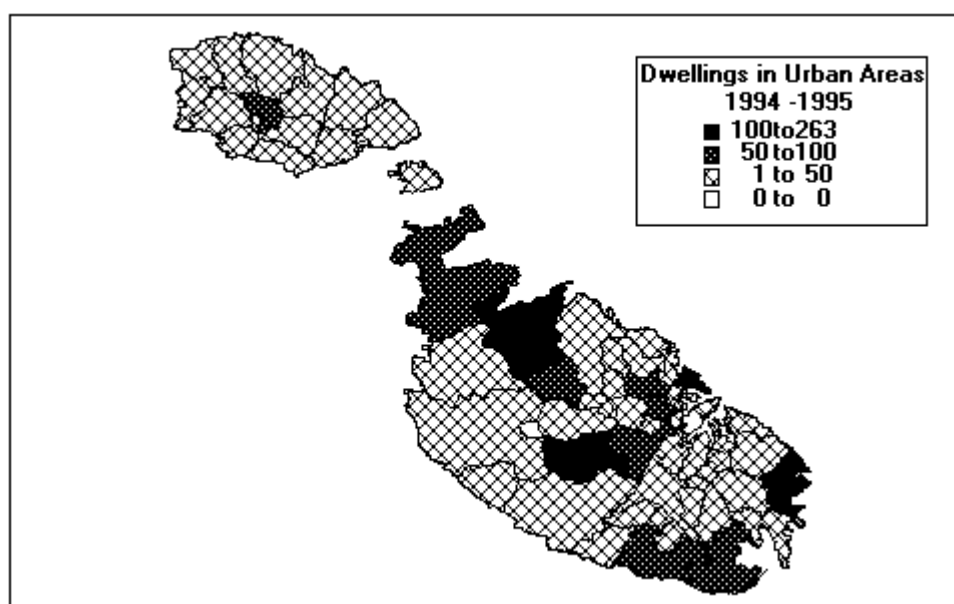 Dwellings in Urban Areas
1994 -1995
100to263
50 to100
1 to 50
0 to 0